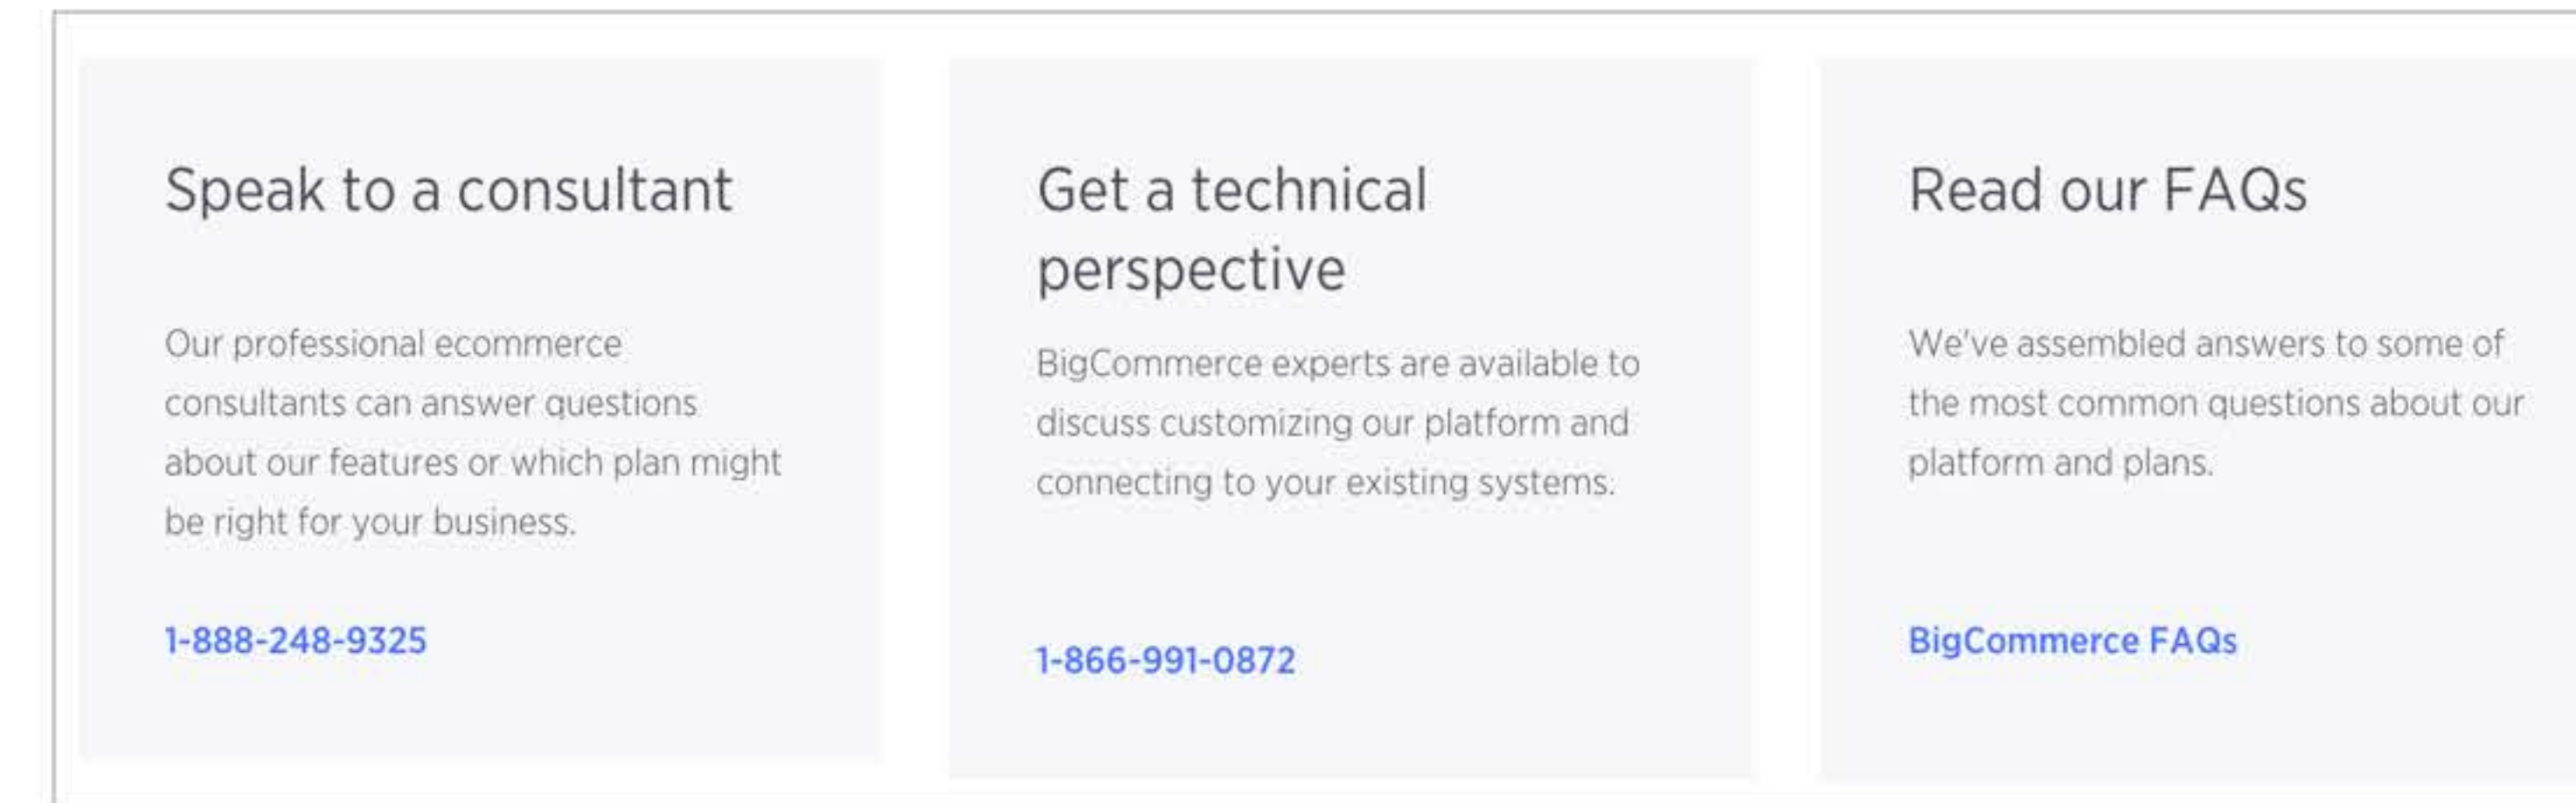 Speak to a consultant
Our professional ecommerce
consultants can answer questions
about our features or which plan might
be right for your business.
1-888-248-9325
Get a technical
perspective
BigCommerce experts are available to
discuss customizing our platform and
connecting to your existing systems.
1-866-991-0872
Read our FAQs
We've assembled answers to some of
the most common questions about our
platform and plans.
BigCommerce FAQs